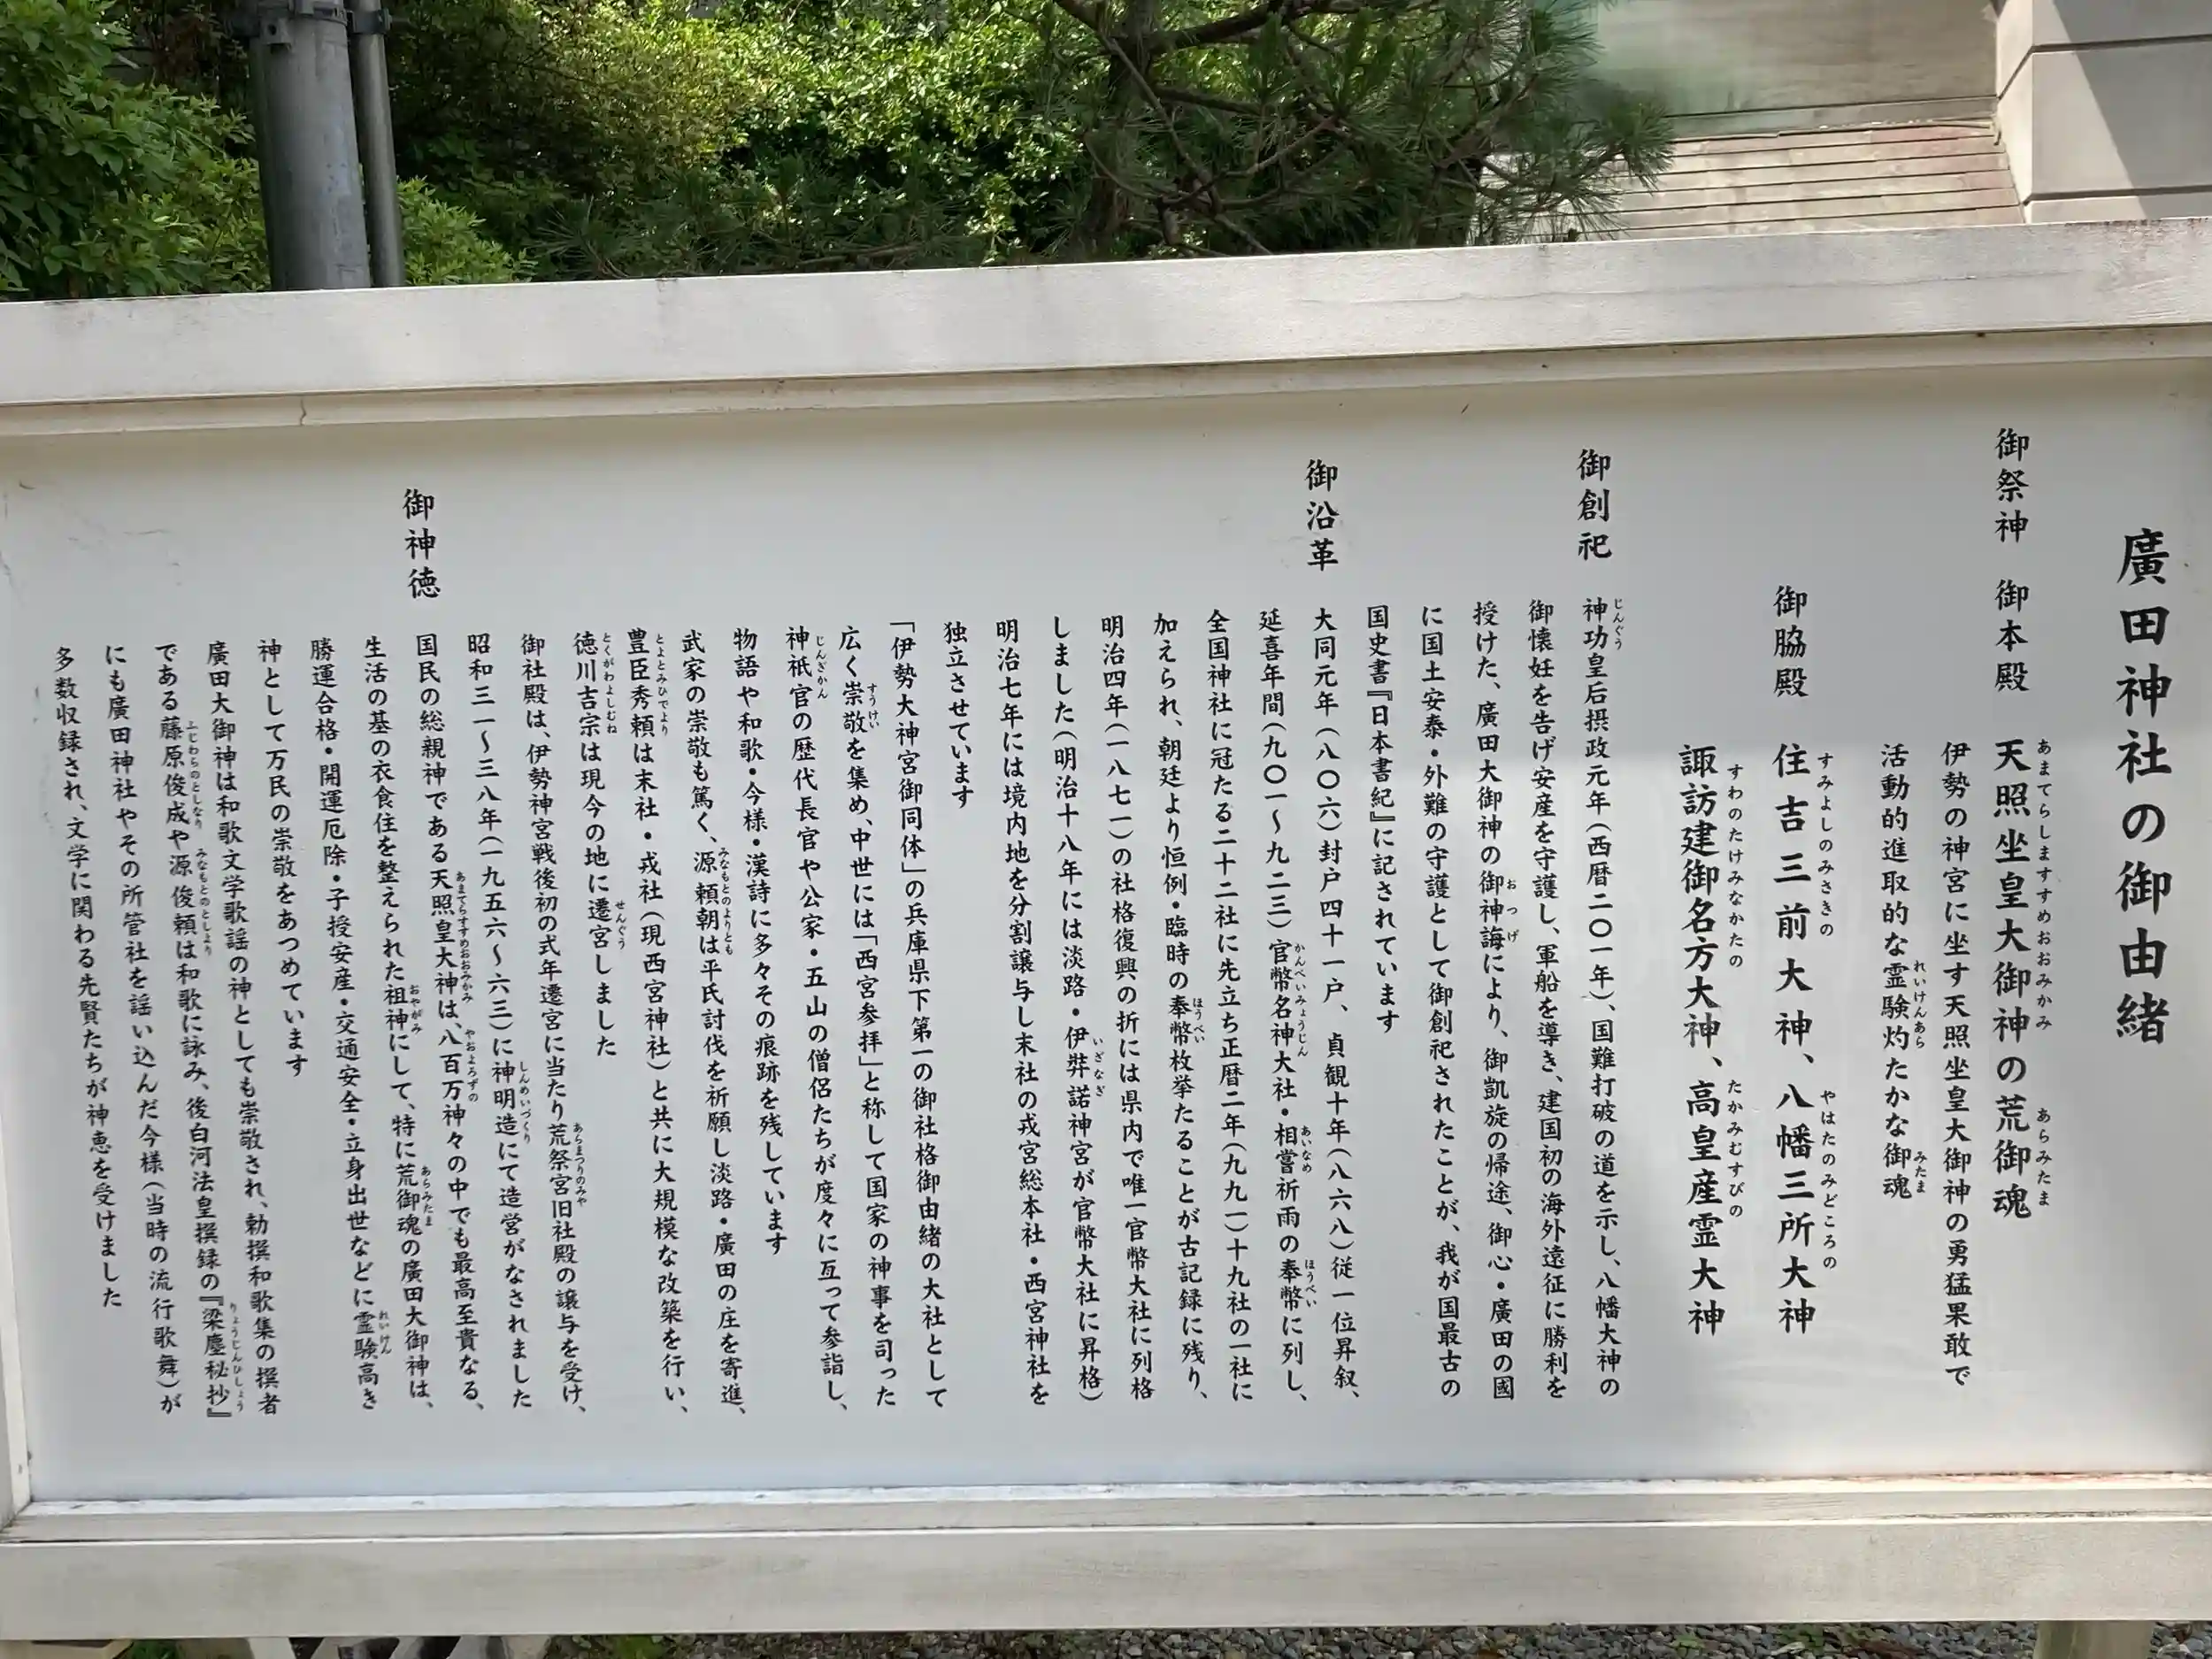 廣田神社の御由緒
御祭神　御本殿　天照坐皇大御神の荒御魂
伊勢の神宮に坐す天照坐皇大御神の勇猛果敢で
活動的進取的な霊験灼たかな御魂
御脇殿　住吉三前大神、八幡三所大神
諏訪建御名方大神、高皇産霊大神
御創祀　神功皇后摂政元年（西暦二〇一年）、国難打破の道を示し、八幡大神の
御懐妊を告げ安産を守護し、軍船を導き、建国初の海外遠征に勝利を
授けた、廣田大御神の御神誨により、御凱旋の帰途、御心・廣田の國
に国土安泰・外難の守護として御創祀されたことが、我が国最古の
国史書『日本書紀』に記されています
御沿革　大同元年（八〇六）封戸四十一戸、貞観十年（八六八）従一位昇叙、
延喜年間（九〇一～九二三）官幣名神大社・相嘗祈雨の奉幣に列し、
全国神社に冠たる二十二社に先立ち正暦二年（九九一）十九社の一社に
加えられ、朝廷より恒例・臨時の奉幣枚挙たることが古記録に残り、
明治四年（一八七一）の社格復興の折には県内で唯一官幣大社に列格
しました（明治十八年には淡路・伊弉諾神宮が官幣大社に昇格）
明治七年には境内地を分割譲与し末社の戎宮総本社・西宮神社を
独立させています
「伊勢大神宮御同体」の兵庫県下第一の御社格御由緒の大社として
広く崇敬を集め、中世には「西宮参拝」と称して国家の神事を司った
神祇官の歴代長官や公家・五山の僧侶たちが度々に亙って参詣し、
物語や和歌・今様・漢詩に多々その痕跡を残しています
武家の崇敬も篤く、源頼朝は平氏討伐を祈願し淡路・廣田の庄を寄進、
豊臣秀頼は末社・戎社（現西宮神社）と共に大規模な改築を行い、
徳川吉宗は現今の地に遷宮しました
御社殿は、伊勢神宮戦後初の式年遷宮に当たり荒祭宮旧社殿の譲与を受け、
昭和三一～三八年（一九五六～六三）に神明造にて造営がなされました
御神徳　国民の総親神である天照皇大神は、八百万神々の中でも最高至貴なる、
生活の基の衣食住を整えられた祖神にして、特に荒御魂の廣田大御神は、
勝運合格・開運厄除・子授安産・交通安全・立身出世などに霊験高き
神として万民の崇敬をあつめています
廣田大御神は和歌文学歌謡の神としても崇敬され、勅撰和歌集の撰者
である藤原俊成や源俊頼は和歌に詠み、後白河法皇撰録の『梁塵秘抄』
にも廣田神社やその所管社を謡い込んだ今様（当時の流行歌舞）が
多数収録され、文学に関わる先賢たちが神恵を受けました